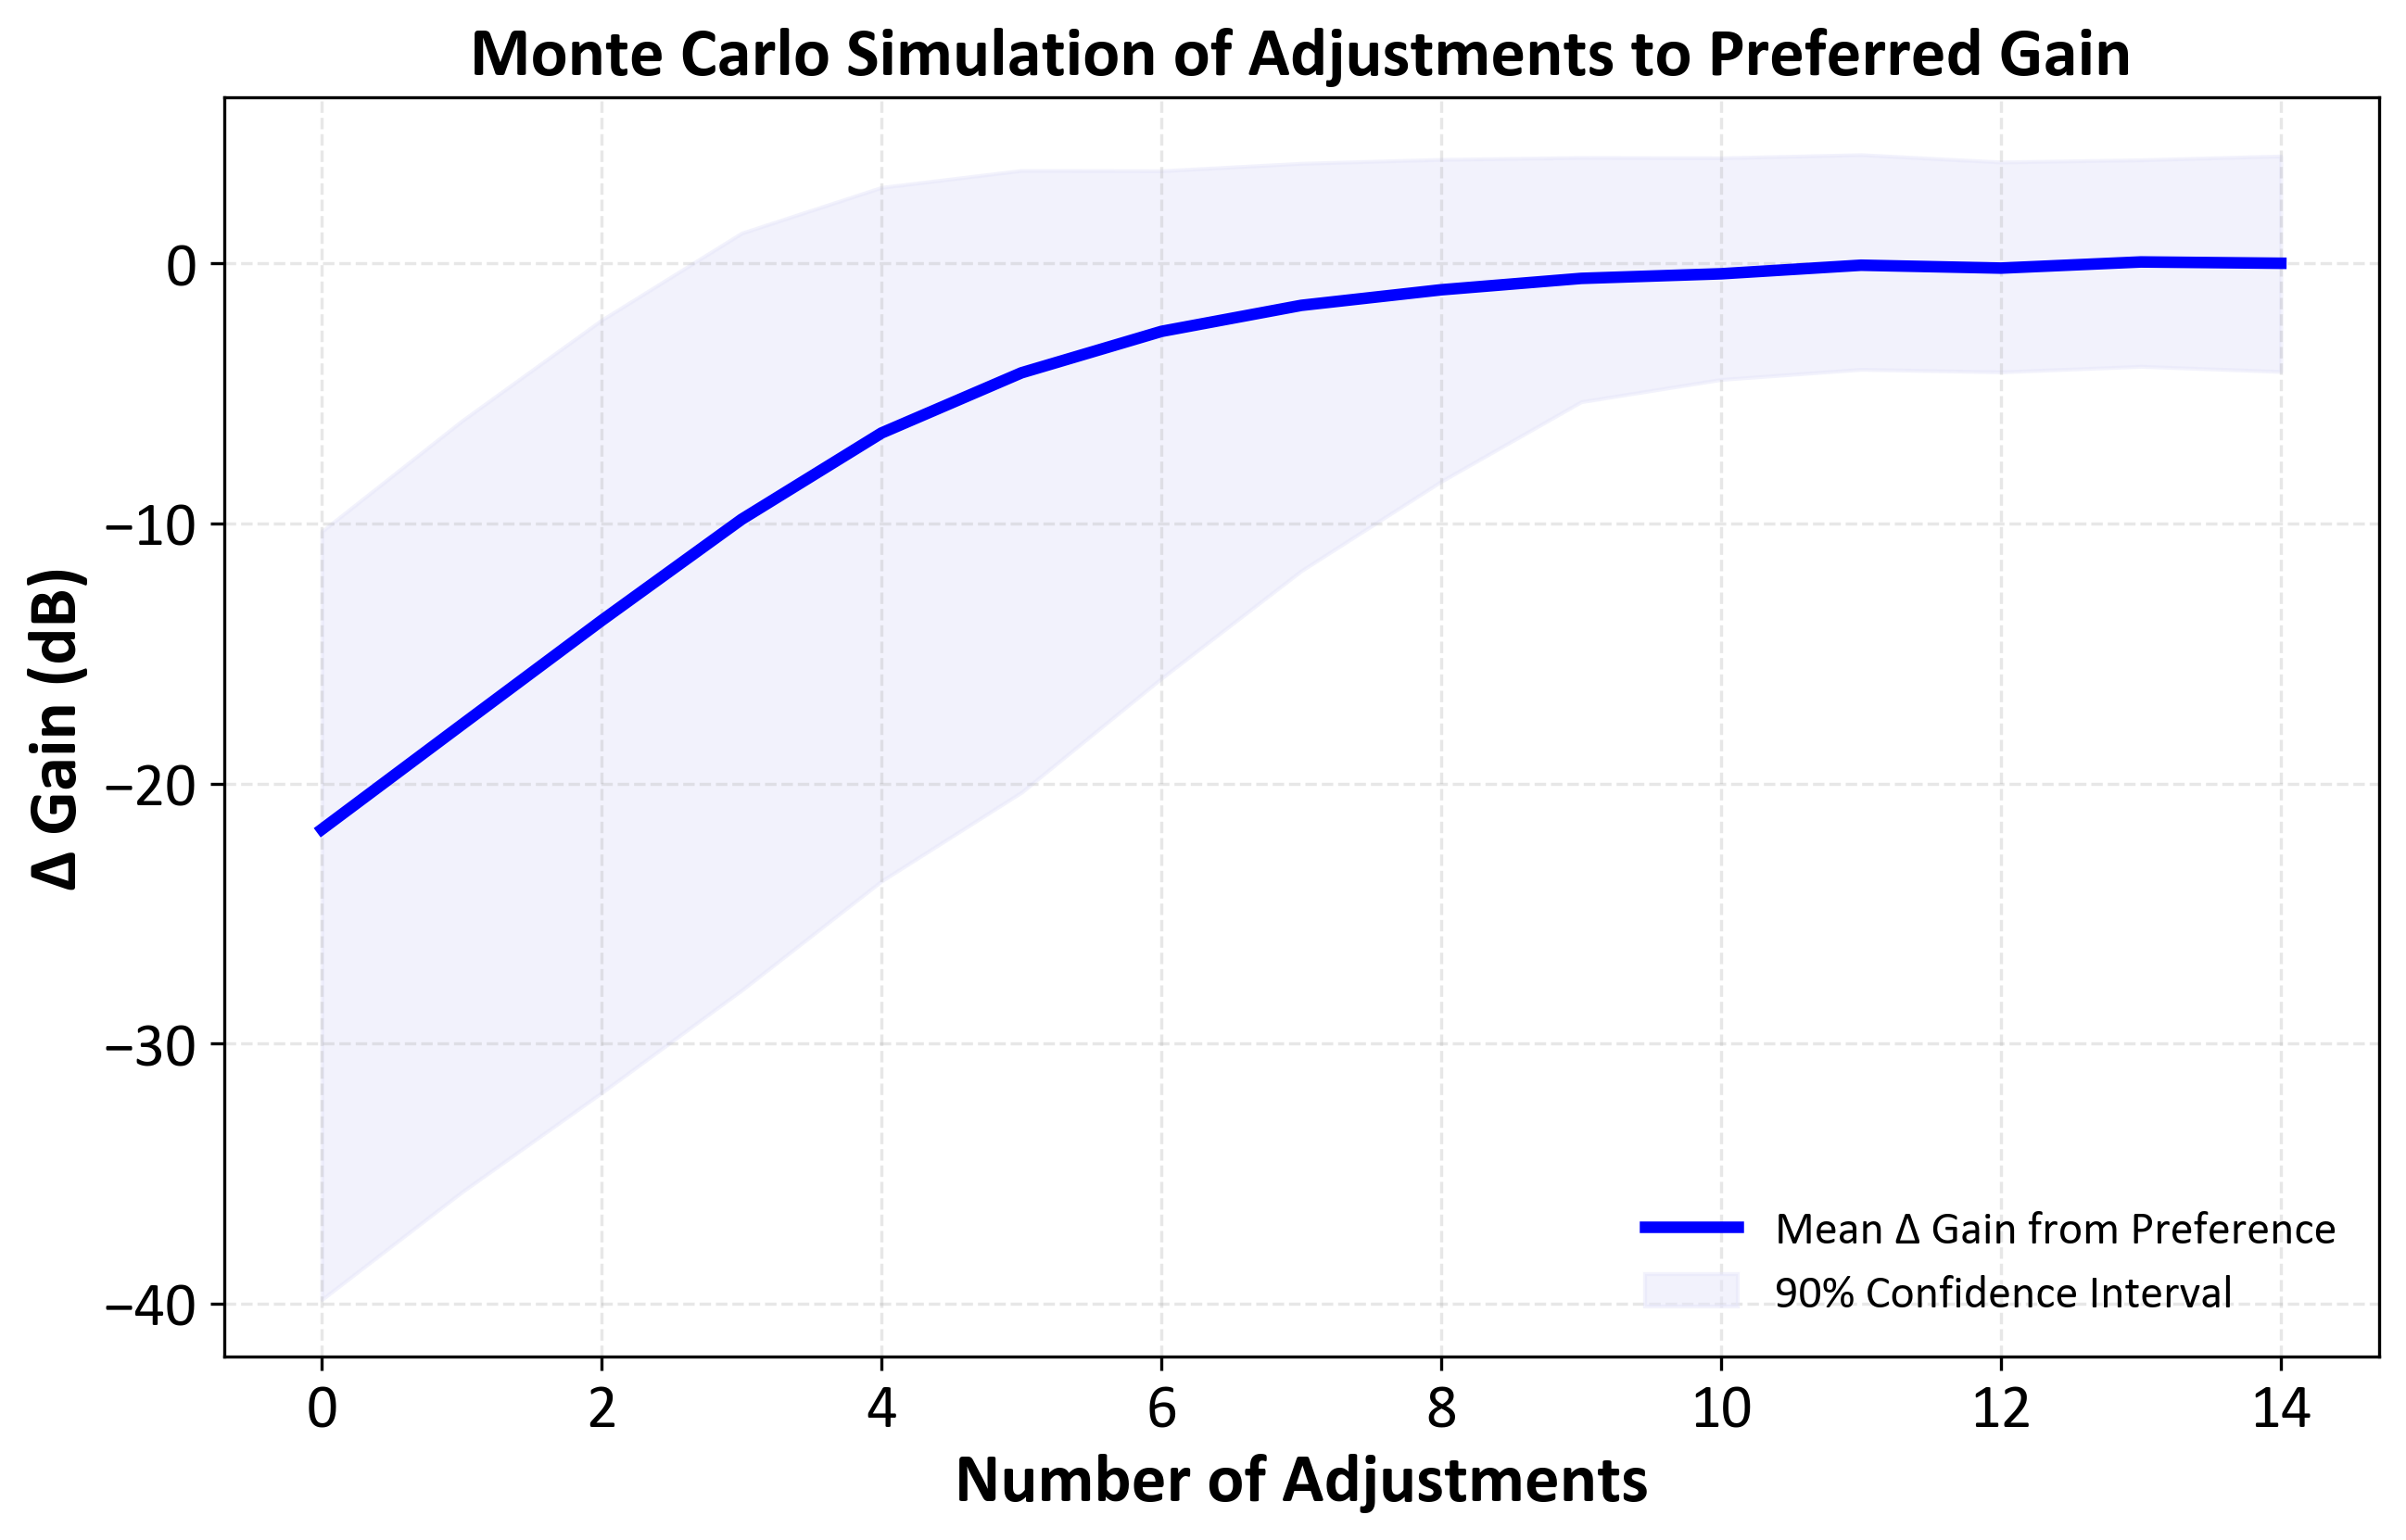 Monte Carlo Simulation of Adjustments to Preferred Gain
Δ Gain (dB)
0
−10
−20
−30
−40
Mean Δ Gain from Preference
90% Confidence Interval
0 2 4 6 8 10 12 14
Number of Adjustments